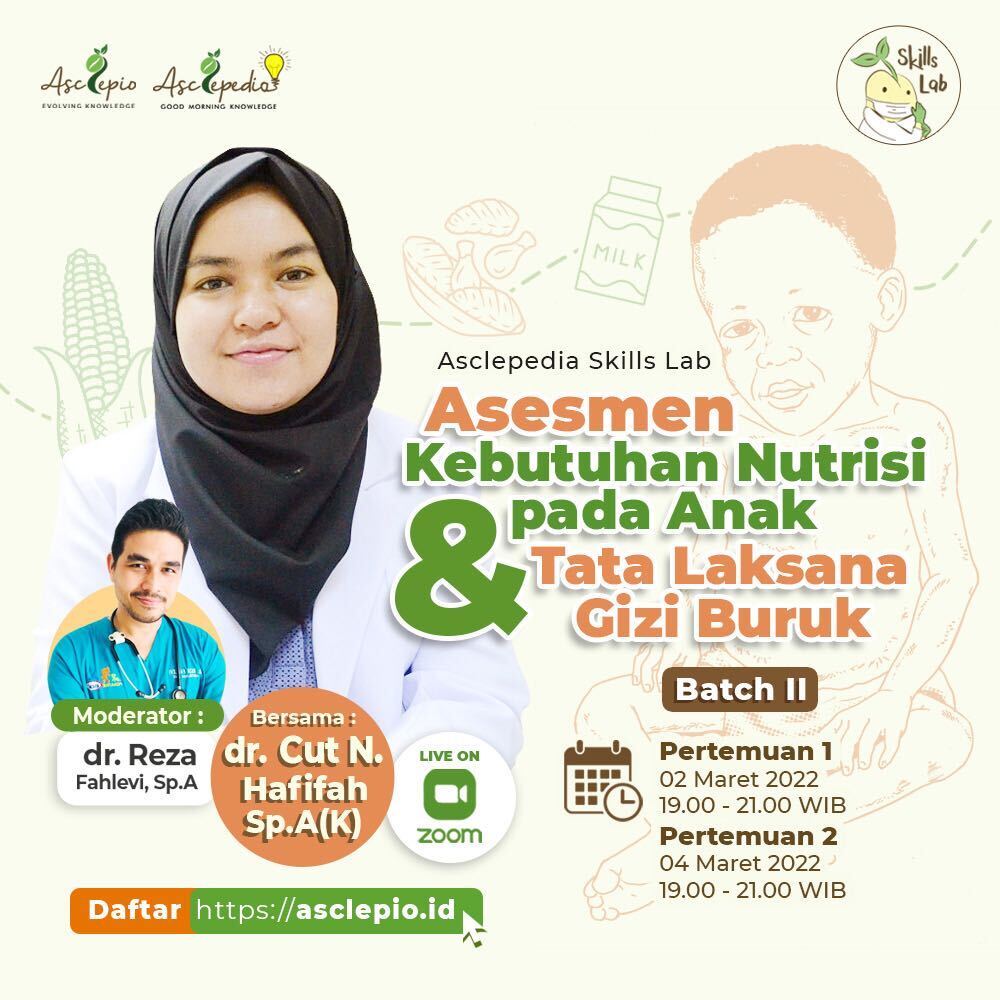 Asclepio
EVOLVING KNOWLEDGE
Asclepedia
GOOD MORNING KNOWLEDGE
Skills
Lab
MILK
Asclepedia Skills Lab
Asesmen
Kebutuhan Nutrisi
pada Anak
& Tata Laksana
Gizi Buruk
Batch II
Moderator :
dr. Reza
Fahlevi, Sp.A
Bersama :
dr. Cut N.
Hafifah
Sp.A(K)
LIVE ON
zoom
Pertemuan 1
02 Maret 2022
19.00 - 21.00 WIB
Pertemuan 2
04 Maret 2022
19.00 - 21.00 WIB
Daftar https://asclepio.id